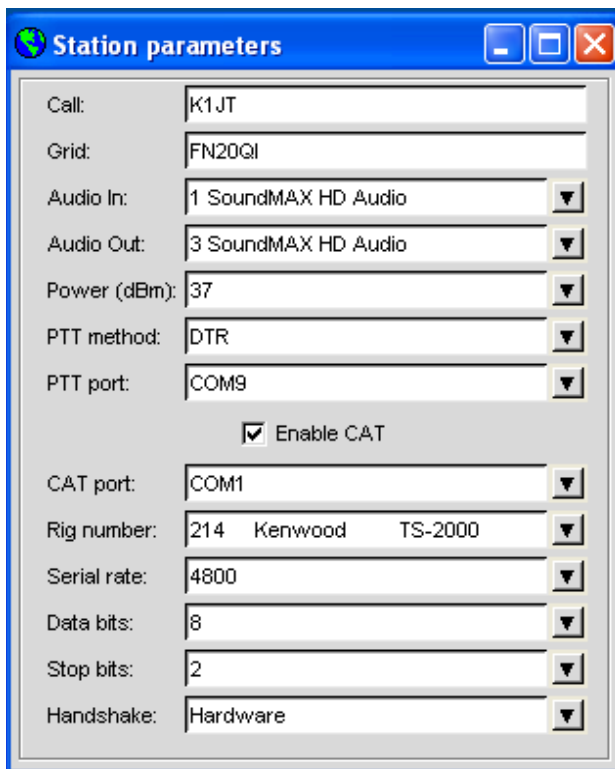 Station parameters
Call: K1JT
Grid: FN20QI
Audio In: 1 SoundMAX HD Audio
Audio Out: 3 SoundMAX HD Audio
Power (dBm): 37
PTT method: DTR
PTT port: COM9
Enable CAT
CAT port: COM1
Rig number: 214 Kenwood TS-2000
Serial rate: 4800
Data bits: 8
Stop bits: 2
Handshake: Hardware